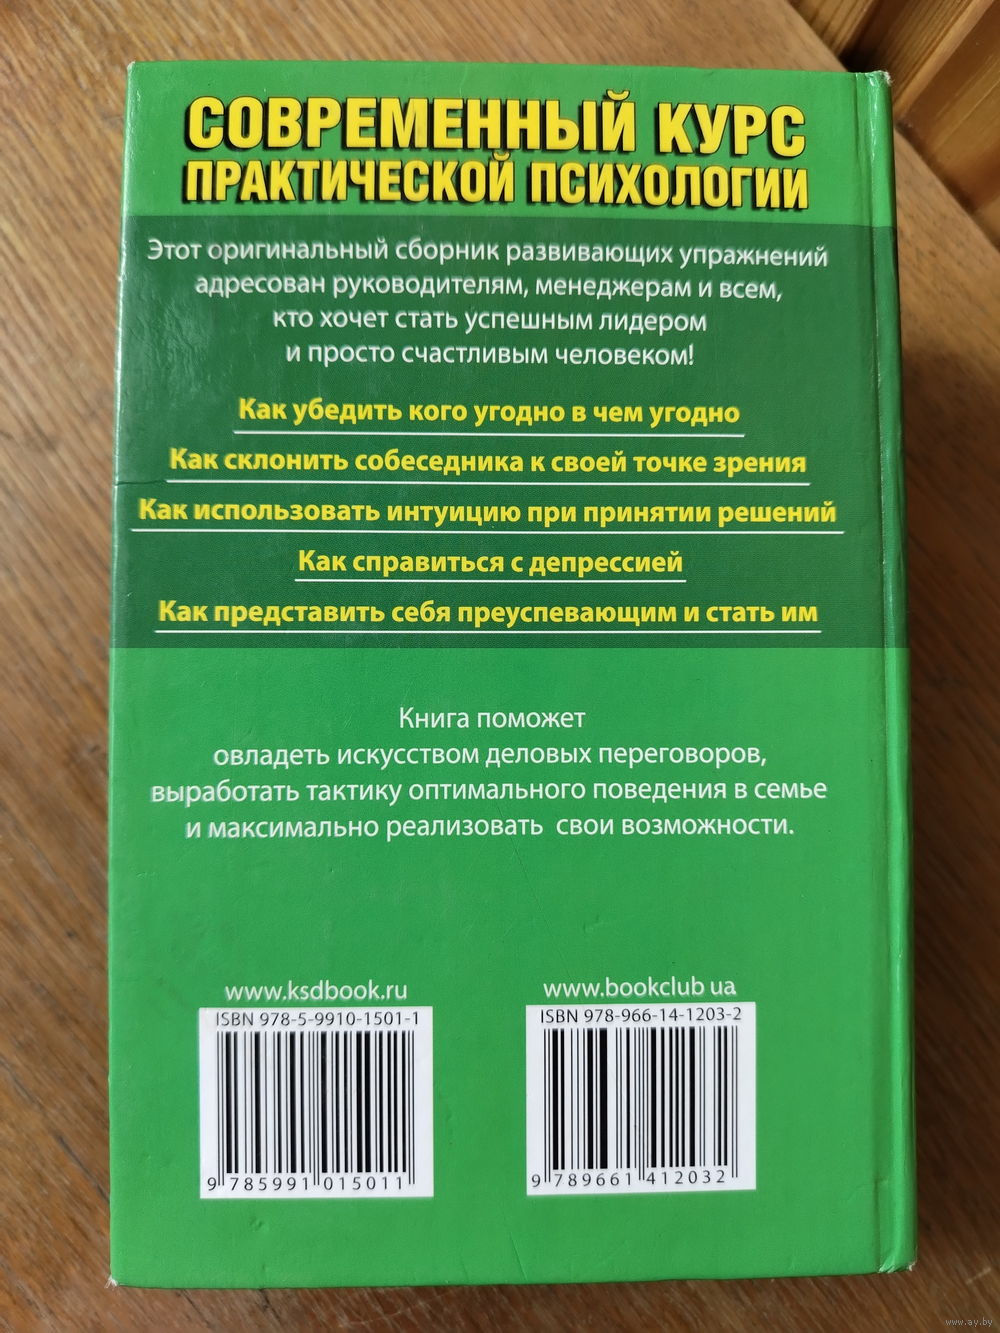 СОВРЕМЕННЫЙ КУРС
ПРАКТИЧЕСКОЙ ПСИХОЛОГИИ
Этот оригинальный сборник развивающих упражнений
адресован руководителям, менеджерам и всем,
кто хочет стать успешным лидером
и просто счастливым человеком!
Как убедить кого угодно в чем угодно
Как склонить собеседника к своей точке зрения
Как использовать интуицию при принятии решений
Как справиться с депрессией
Как представить себя преуспевающим и стать им
Книга поможет
овладеть искусством деловых переговоров,
выработать тактику оптимального поведения в семье
и максимально реализовать свои возможности.
www.ksdbook.ru
ISBN 978-5-9910-1501-1
9 785991 015011
www.bookclub ua
ISBN 978-966-14-1203-2
9 789661 412032
www.ay.by